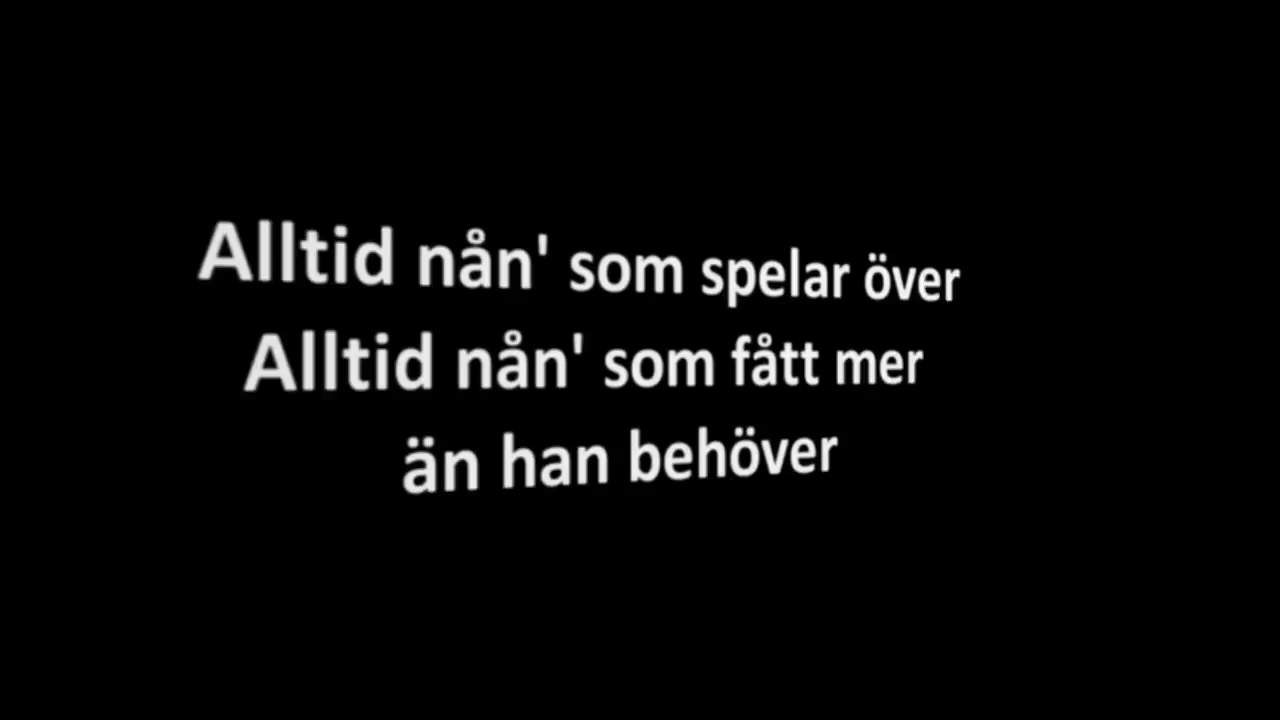 Alltid nån' som spelar över
Alltid nån' som fått mer
än han behöver